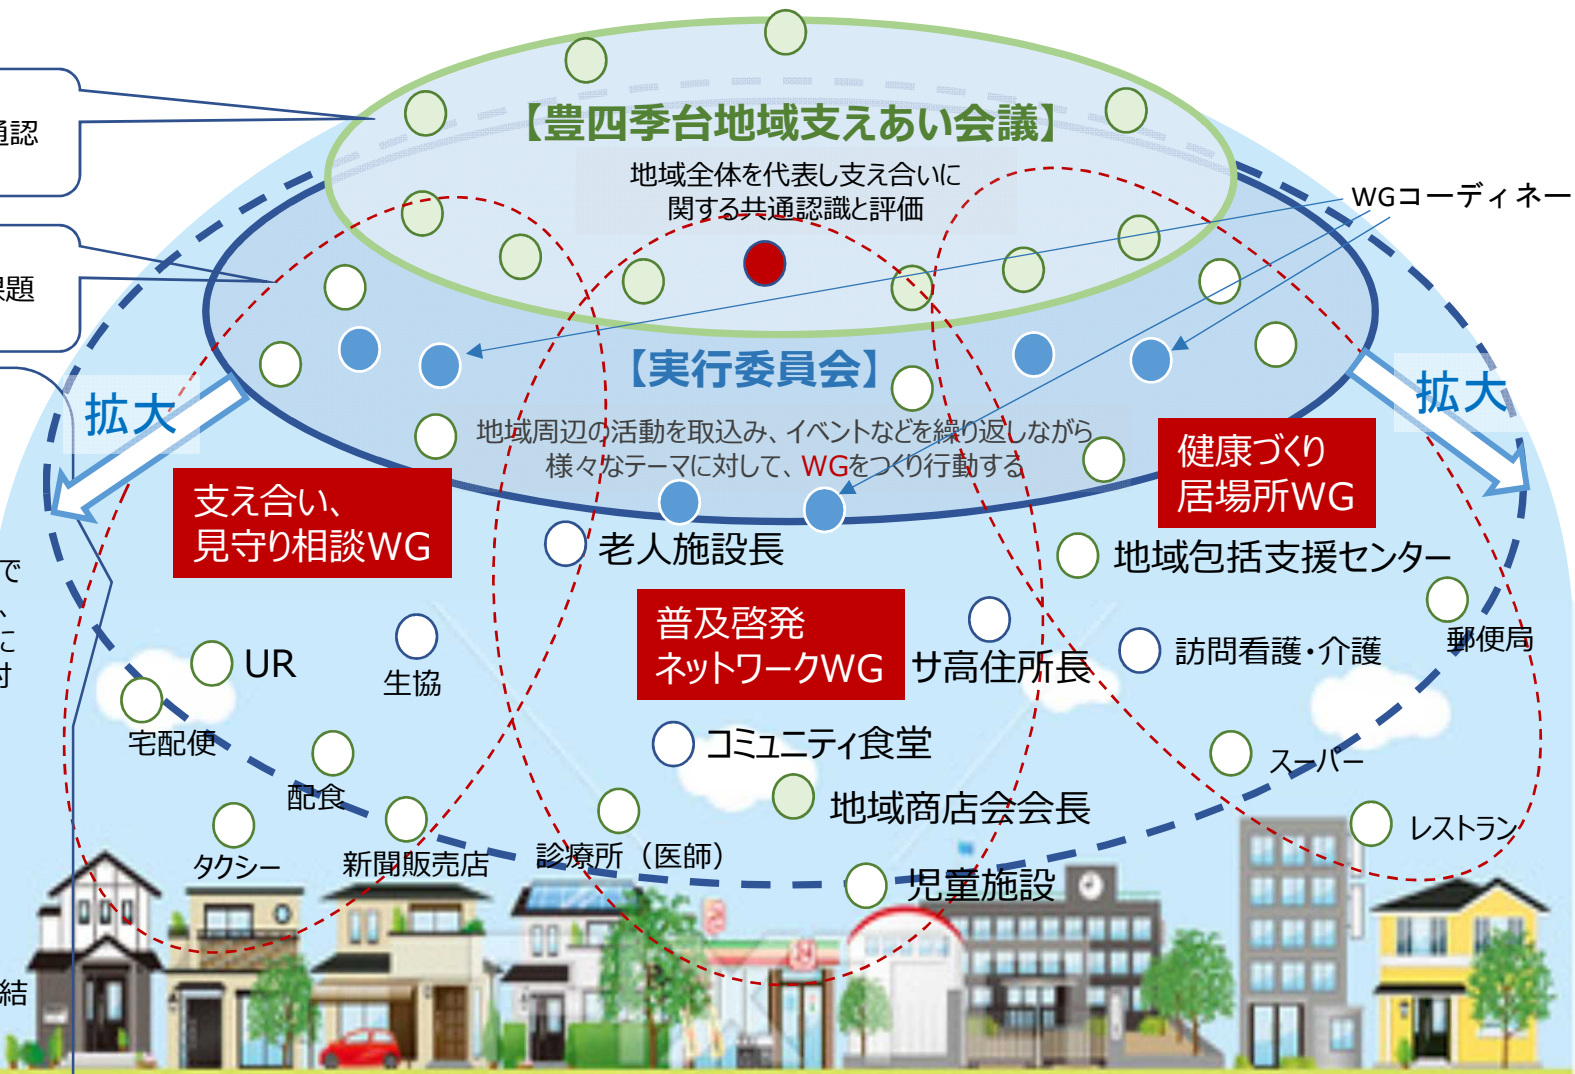 通認
【豊四季台地域支えあい会議】
地域全体を代表し支え合いに
関する共通認識と評価
WGコーディネー
課題
【実行委員会】
拡大
拡大
地域周辺の活動を取込み、イベントなどを繰り返しながら
様々なテーマに対して、WGをつくり行動する
健康づくり
居場所WG
支え合い、
見守り相談WG
老人施設長
地域包括支援センター
で
、
に
対
普及啓発
ネットワークWG
サ高住所長
訪問看護・介護
郵便局
UR
生協
宅配便
コミュニティ食堂
スーパー
配食
地域商店会会長
レストラン
タクシー
新聞販売店
診療所（医師）
児童施設
結